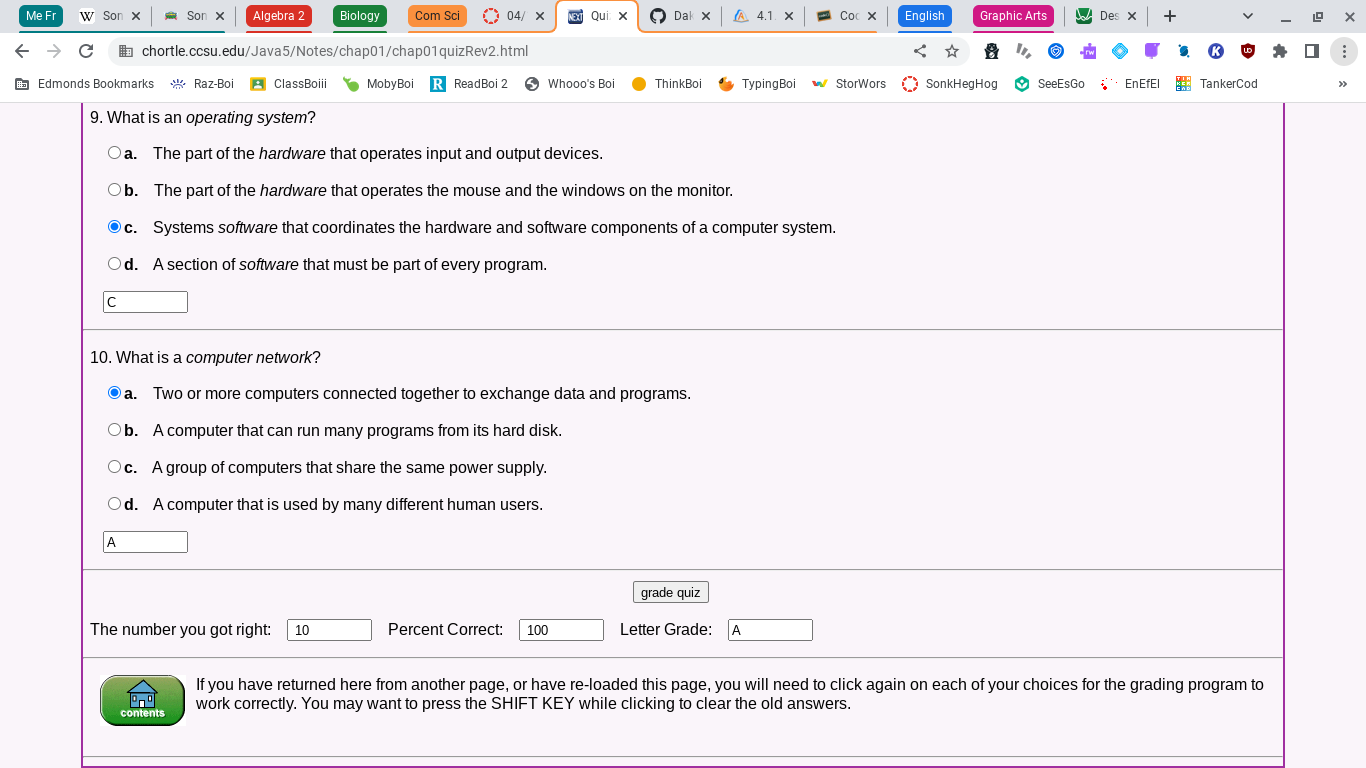 Me Fr
Son
Son
Algebra 2
Biology
Com Sci
04/
NEXT
Qui
Dak
4.1.
Coc
English
Graphic Arts
Des
chortle.ccsu.edu/Java5/Notes/chap01/chap01quizRev2.html
Edmonds Bookmarks
Raz-Boi
ClassBoiii
MobyBoi
R
ReadBoi 2
Whooo's Boi
ThinkBoi
TypingBoi
StorWors
SonkHegHog
SeeEsGo
EnEfEl
TankerCod
9. What is an operating system?
a. The part of the hardware that operates input and output devices.
b. The part of the hardware that operates the mouse and the windows on the monitor.
c. Systems software that coordinates the hardware and software components of a computer system.
d. A section of software that must be part of every program.
C
10. What is a computer network?
a. Two or more computers connected together to exchange data and programs.
b. A computer that can run many programs from its hard disk.
c. A group of computers that share the same power supply.
d. A computer that is used by many different human users.
A
grade quiz
The number you got right: 10 Percent Correct: 100 Letter Grade: A
contents
If you have returned here from another page, or have re-loaded this page, you will need to click again on each of your choices for the grading program to
work correctly. You may want to press the SHIFT KEY while clicking to clear the old answers.